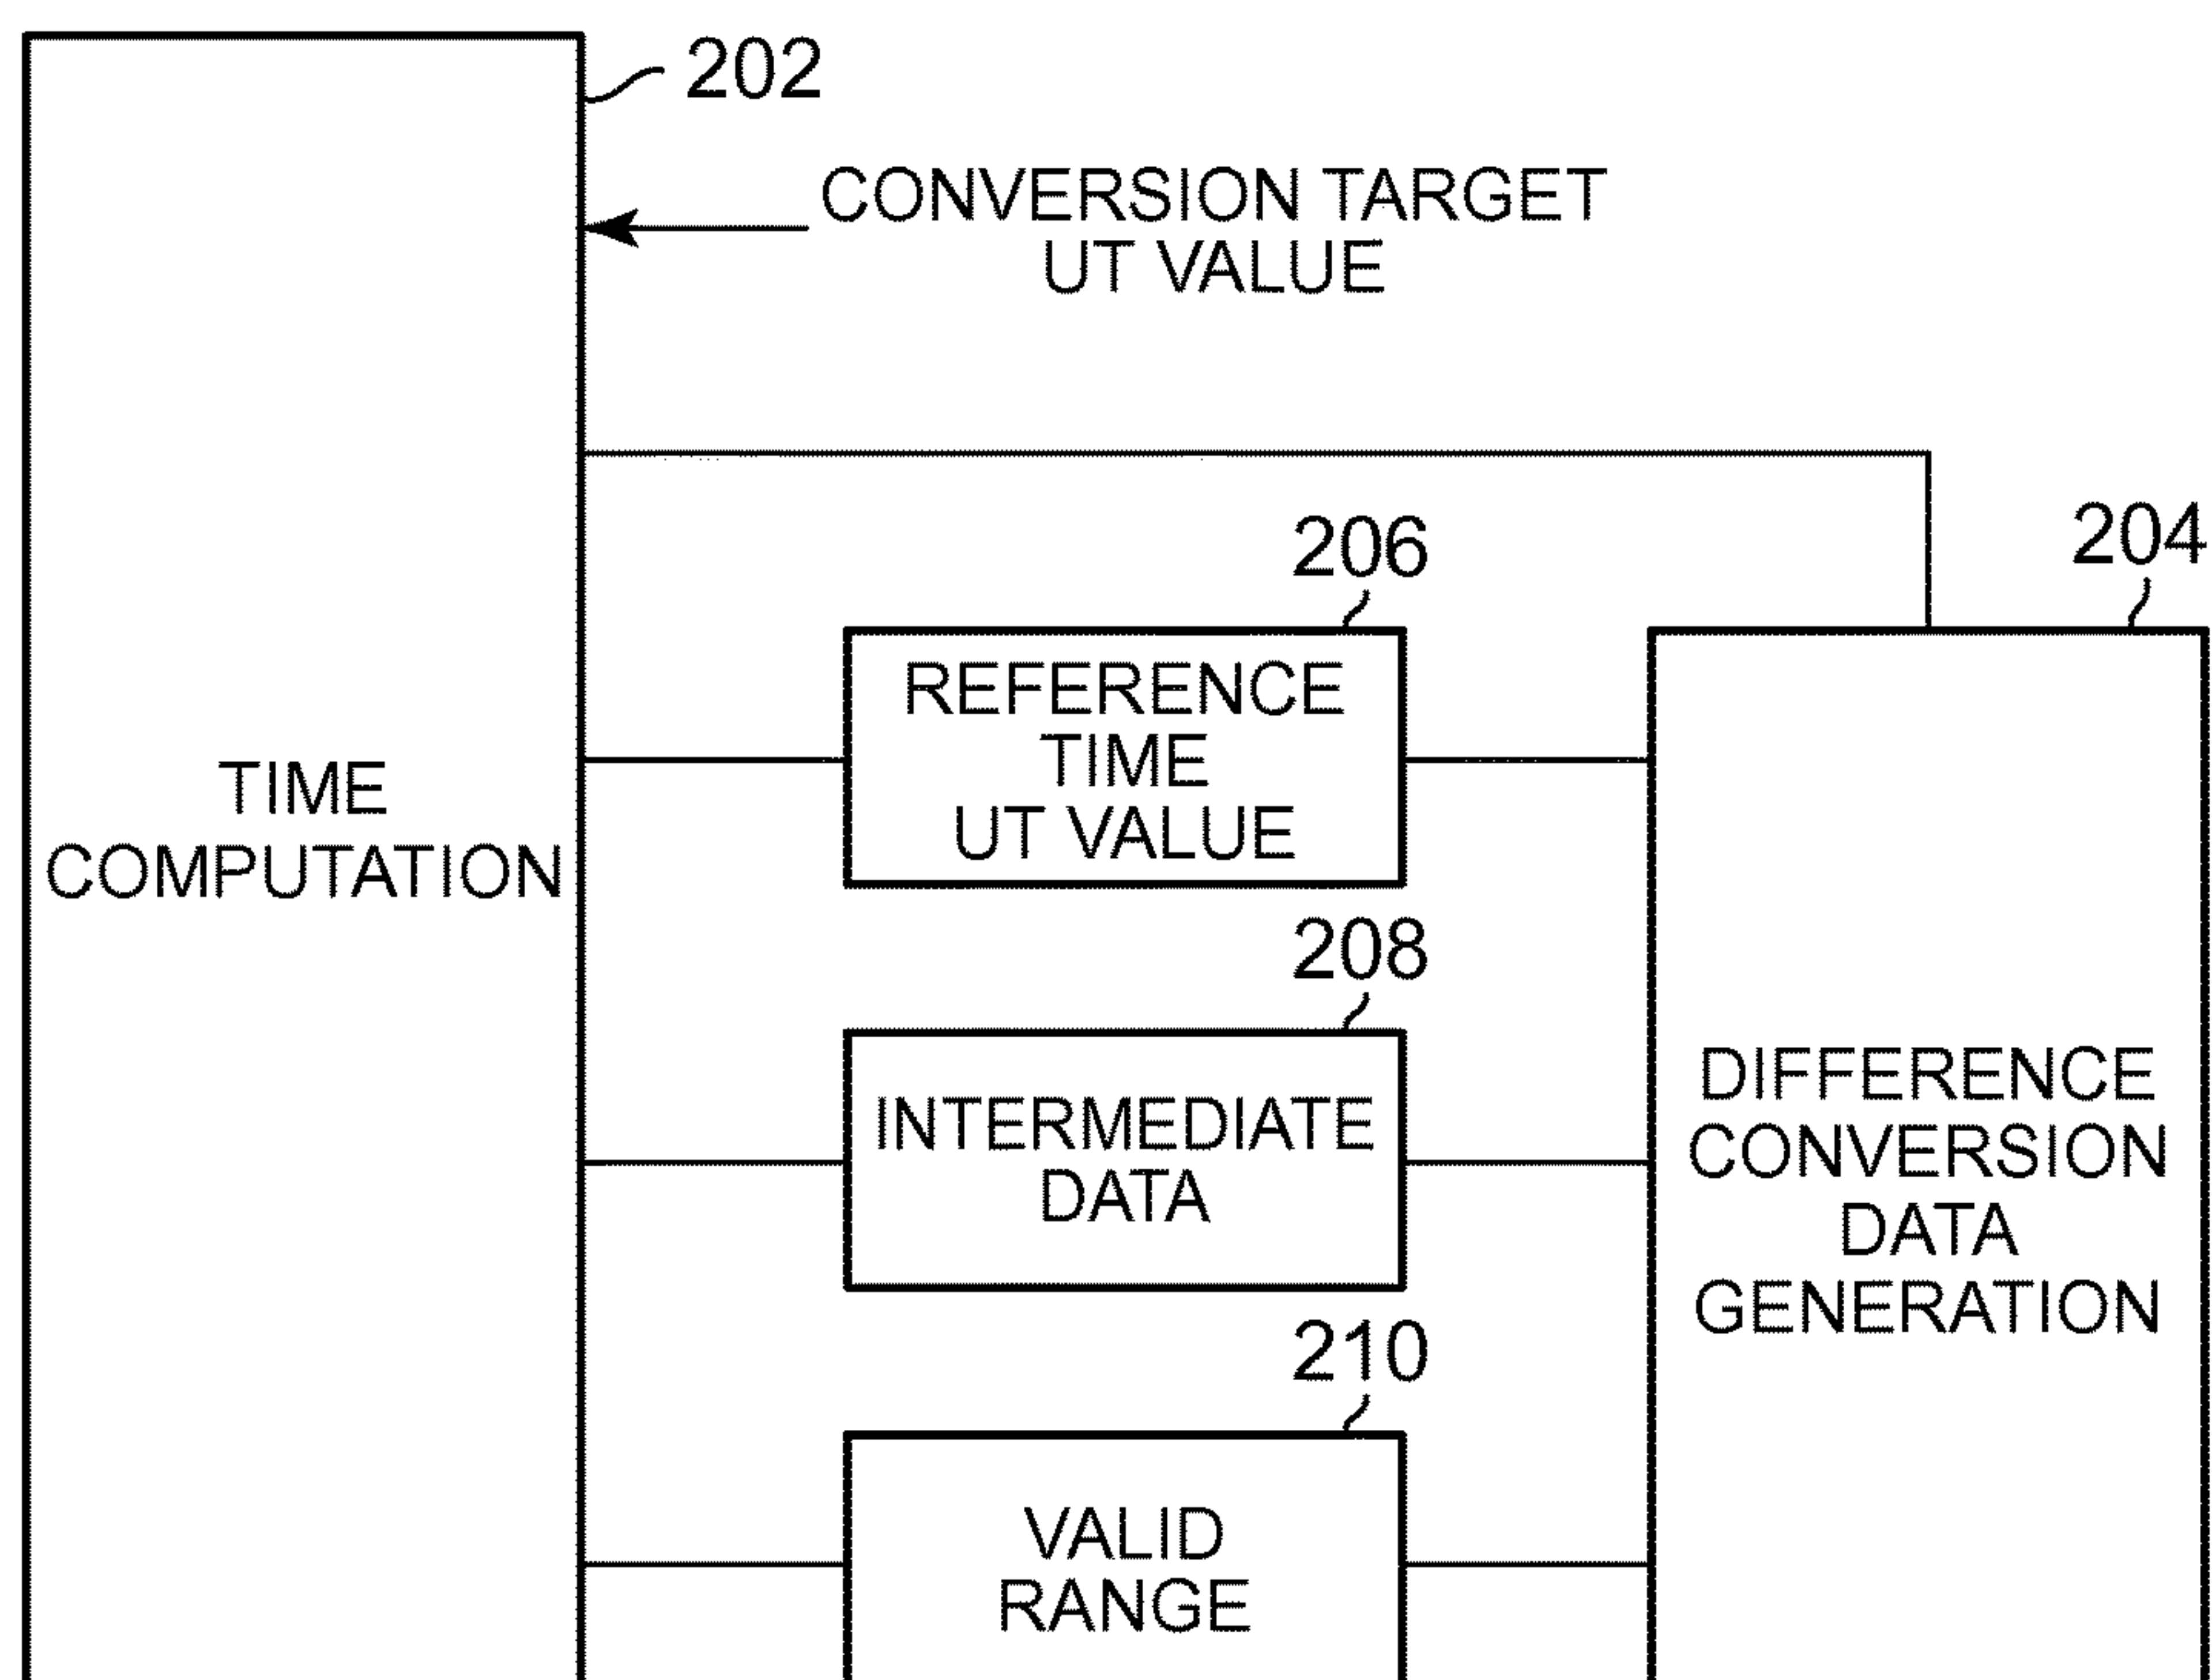 202
CONVERSION TARGET
UT VALUE
206
204
REFERENCE
TIME
UT VALUE
TIME
COMPUTATION
208
INTERMEDIATE
DATA
DIFFERENCE
CONVERSION
DATA
GENERATION
210
VALID
RANGE